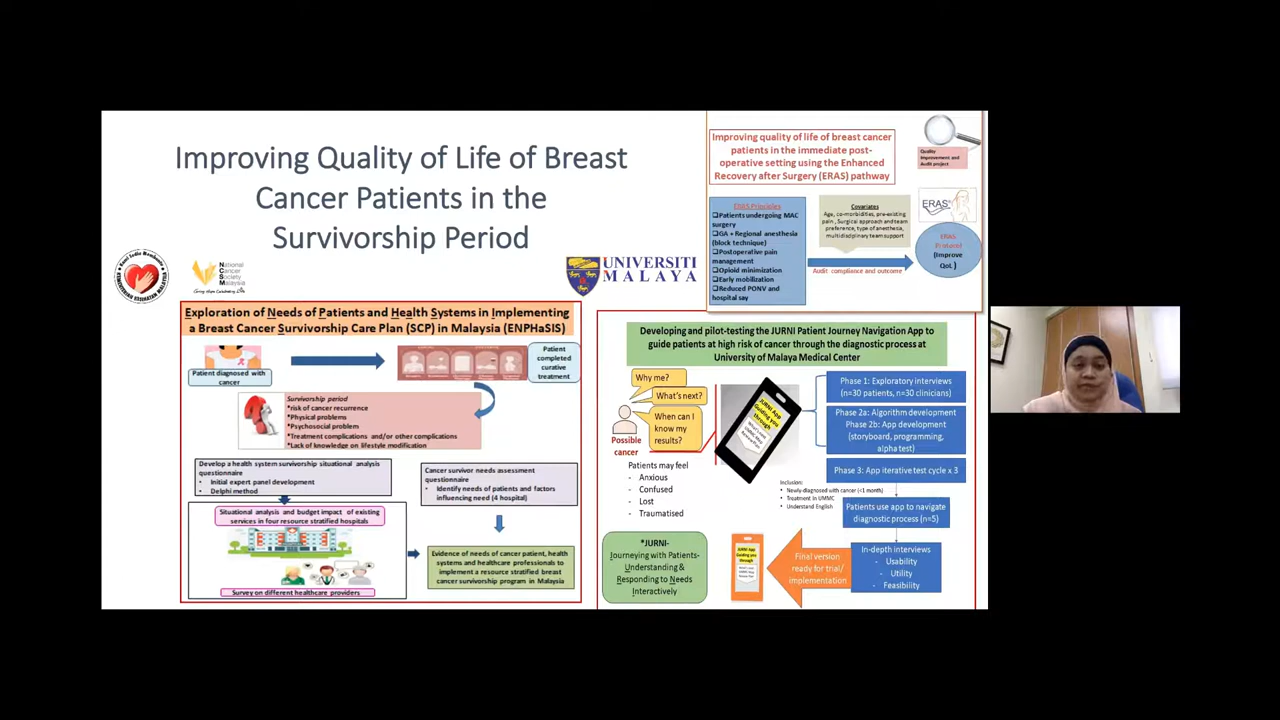 Improving Quality of Life of Breast
Cancer Patients in the
Survivorship Period
National
Cancer
Society
Malaysia
UNIVERSITI
MALAYA
Exploration of Needs of Patients and Health Systems in Implementing
a Breast Cancer Survivorship Care Plan (SCP) in Malaysia (ENPHaSIS)
Patient diagnosed with
cancer
Patient
completed
curative
treatment
Survivorship period
*risk of cancer recurrence
*Physical problems
*Psychosocial problem
*Treatment complications and/or other complications
*Lack of knowledge on lifestyle modification
Develop a health system survivorship situational analysis
questionnaire
• Initial expert panel development
• Delphi method
Cancer survivor needs assessment
questionnaire
• Identify needs of patients and factors
influencing need (4 hospital)
Situational analysis and budget impact of existing
services in four resource stratified hospitals
Survey on different healthcare providers
Evidence of needs of cancer patient, health
systems and healthcare professionals to
implement a resource stratified breast
cancer survivorship program in Malaysia
Improving quality of life of breast cancer
patients in the immediate post-
operative setting using the Enhanced
Recovery after Surgery (ERAS) pathway
Quality
Improvement and
Audit project
ERAS Principles
❑Patients undergoing MAC
surgery
❑GA + Regional anesthesia
(block technique)
❑Postoperative pain
management
❑Opioid minimization
❑Early mobilization
❑Reduced PONV and
hospital say
Covariates
Age, co-morbidities, pre-existing
pain , Surgical approach and team
preference, type of anesthesia,
multidisciplinary team support
Audit compliance and outcome
ERAS
ERAS
Protocol
(Improve
QoL)
Developing and pilot-testing the JURNI Patient Journey Navigation App to
guide patients at high risk of cancer through the diagnostic process at
University of Malaya Medical Center
Why me?
What's next?
When can I
know my
results?
Possible
cancer
Patients may feel
- Anxious
- Confused
- Lost
- Traumatised
JURNI App
Guiding you
through
Phase 1: Exploratory interviews
(n=30 patients, n=30 clinicians)
Phase 2a: Algorithm development
Phase 2b: App development
(storyboard, programming,
alpha test)
Phase 3: App iterative test cycle x 3
Inclusion:
• Newly diagnosed with cancer (<1 month)
• Treatment in UMMC
• Understand English
Patients use app to navigate
diagnostic process (n=5)
In-depth interviews
- Usability
- Utility
- Feasibility
Final version
ready for trial/
implementation
JURNI App
Guiding you
through
*JURNI-
Journeying with Patients-
Understanding &
Responding to Needs
Interactively